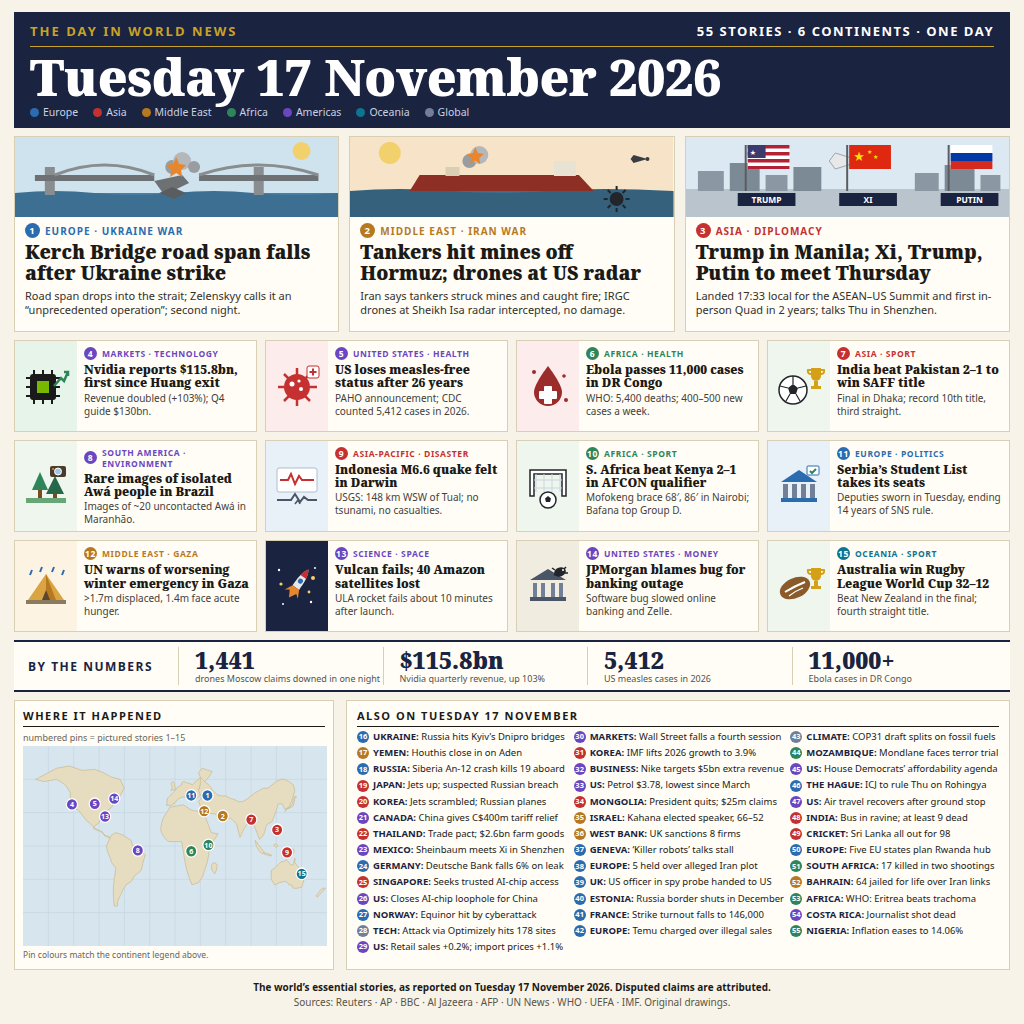 THE DAY IN WORLD NEWS
55 STORIES · 6 CONTINENTS · ONE DAY
Tuesday 17 November 2026
Europe Asia Middle East Africa Americas Oceania Global
1 EUROPE · UKRAINE WAR
Kerch Bridge road span falls
after Ukraine strike
Road span drops into the strait; Zelenskyy calls it an
“unprecedented operation”; second night.
2 MIDDLE EAST · IRAN WAR
Tankers hit mines off
Hormuz; drones at US radar
Iran says tankers struck mines and caught fire; IRGC
drones at Sheikh Isa radar intercepted, no damage.
TRUMP
XI
PUTIN
3 ASIA · DIPLOMACY
Trump in Manila; Xi, Trump,
Putin to meet Thursday
Landed 17:33 local for the ASEAN–US Summit and first in-
person Quad in 2 years; talks Thu in Shenzhen.
4 MARKETS · TECHNOLOGY
Nvidia reports $115.8bn,
first since Huang exit
Revenue doubled (+103%); Q4
guide $130bn.
5 UNITED STATES · HEALTH
US loses measles-free
status after 26 years
PAHO announcement; CDC
counted 5,412 cases in 2026.
6 AFRICA · HEALTH
Ebola passes 11,000 cases
in DR Congo
WHO: 5,400 deaths; 400–500 new
cases a week.
7 ASIA · SPORT
India beat Pakistan 2–1 to
win SAFF title
Final in Dhaka; record 10th title,
third straight.
8 SOUTH AMERICA ·
ENVIRONMENT
Rare images of isolated
Awá people in Brazil
Images of ~20 uncontacted Awá in
Maranhão.
9 ASIA-PACIFIC · DISASTER
Indonesia M6.6 quake felt
in Darwin
USGS: 148 km WSW of Tual; no
tsunami, no casualties.
10 AFRICA · SPORT
S. Africa beat Kenya 2–1
in AFCON qualifier
Mofokeng brace 68′, 86′ in Nairobi;
Bafana top Group D.
11 EUROPE · POLITICS
Serbia’s Student List
takes its seats
Deputies sworn in Tuesday, ending
14 years of SNS rule.
12 MIDDLE EAST · GAZA
UN warns of worsening
winter emergency in Gaza
>1.7m displaced, 1.4m face acute
hunger.
13 SCIENCE · SPACE
Vulcan fails; 40 Amazon
satellites lost
ULA rocket fails about 10 minutes
after launch.
14 UNITED STATES · MONEY
JPMorgan blames bug for
banking outage
Software bug slowed online
banking and Zelle.
15 OCEANIA · SPORT
Australia win Rugby
League World Cup 32–12
Beat New Zealand in the final;
fourth straight title.
BY THE NUMBERS
1,441
drones Moscow claims downed in one night
$115.8bn
Nvidia quarterly revenue, up 103%
5,412
US measles cases in 2026
11,000+
Ebola cases in DR Congo
WHERE IT HAPPENED
numbered pins = pictured stories 1–15
4 5 14 13 8 11 1 12 2 7 3 6 10 9 15
Pin colours match the continent legend above.
ALSO ON TUESDAY 17 NOVEMBER
16 UKRAINE: Russia hits Kyiv’s Dnipro bridges
17 YEMEN: Houthis close in on Aden
18 RUSSIA: Siberia An-12 crash kills 19 aboard
19 JAPAN: Jets up; suspected Russian breach
20 KOREA: Jets scrambled; Russian planes
21 CANADA: China gives C$400m tariff relief
22 THAILAND: Trade pact; $2.6bn farm goods
23 MEXICO: Sheinbaum meets Xi in Shenzhen
24 GERMANY: Deutsche Bank falls 6% on leak
25 SINGAPORE: Seeks trusted AI-chip access
26 US: Closes AI-chip loophole for China
27 NORWAY: Equinor hit by cyberattack
28 TECH: Attack via Optimizely hits 178 sites
29 US: Retail sales +0.2%; import prices +1.1%
30 MARKETS: Wall Street falls a fourth session
31 KOREA: IMF lifts 2026 growth to 3.9%
32 BUSINESS: Nike targets $5bn extra revenue
33 US: Petrol $3.78, lowest since March
34 MONGOLIA: President quits; $25m claims
35 ISRAEL: Kahana elected speaker, 66–52
36 WEST BANK: UK sanctions 8 firms
37 GENEVA: ‘Killer robots’ talks stall
38 EUROPE: 5 held over alleged Iran plot
39 UK: US officer in spy probe handed to US
40 ESTONIA: Russia border shuts in December
41 FRANCE: Strike turnout falls to 146,000
42 EUROPE: Temu charged over illegal sales
43 CLIMATE: COP31 draft splits on fossil fuels
44 MOZAMBIQUE: Mondlane faces terror trial
45 US: House Democrats’ affordability agenda
46 THE HAGUE: ICJ to rule Thu on Rohingya
47 US: Air travel recovers after ground stop
48 INDIA: Bus in ravine; at least 9 dead
49 CRICKET: Sri Lanka all out for 98
50 EUROPE: Five EU states plan Rwanda hub
51 SOUTH AFRICA: 17 killed in two shootings
52 BAHRAIN: 64 jailed for life over Iran links
53 AFRICA: WHO: Eritrea beats trachoma
54 COSTA RICA: Journalist shot dead
55 NIGERIA: Inflation eases to 14.06%
The world’s essential stories, as reported on Tuesday 17 November 2026. Disputed claims are attributed.
Sources: Reuters · AP · BBC · Al Jazeera · AFP · UN News · WHO · UEFA · IMF. Original drawings.